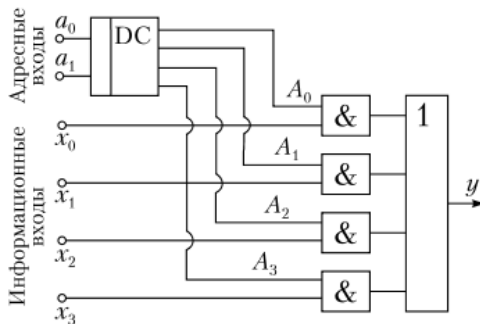 Адресные
входы
a₀
a₁
DC
A₀
&
1
x₀
A₁
&
Информационные
входы
x₁
y
A₂
&
x₂
A₃
&
x₃